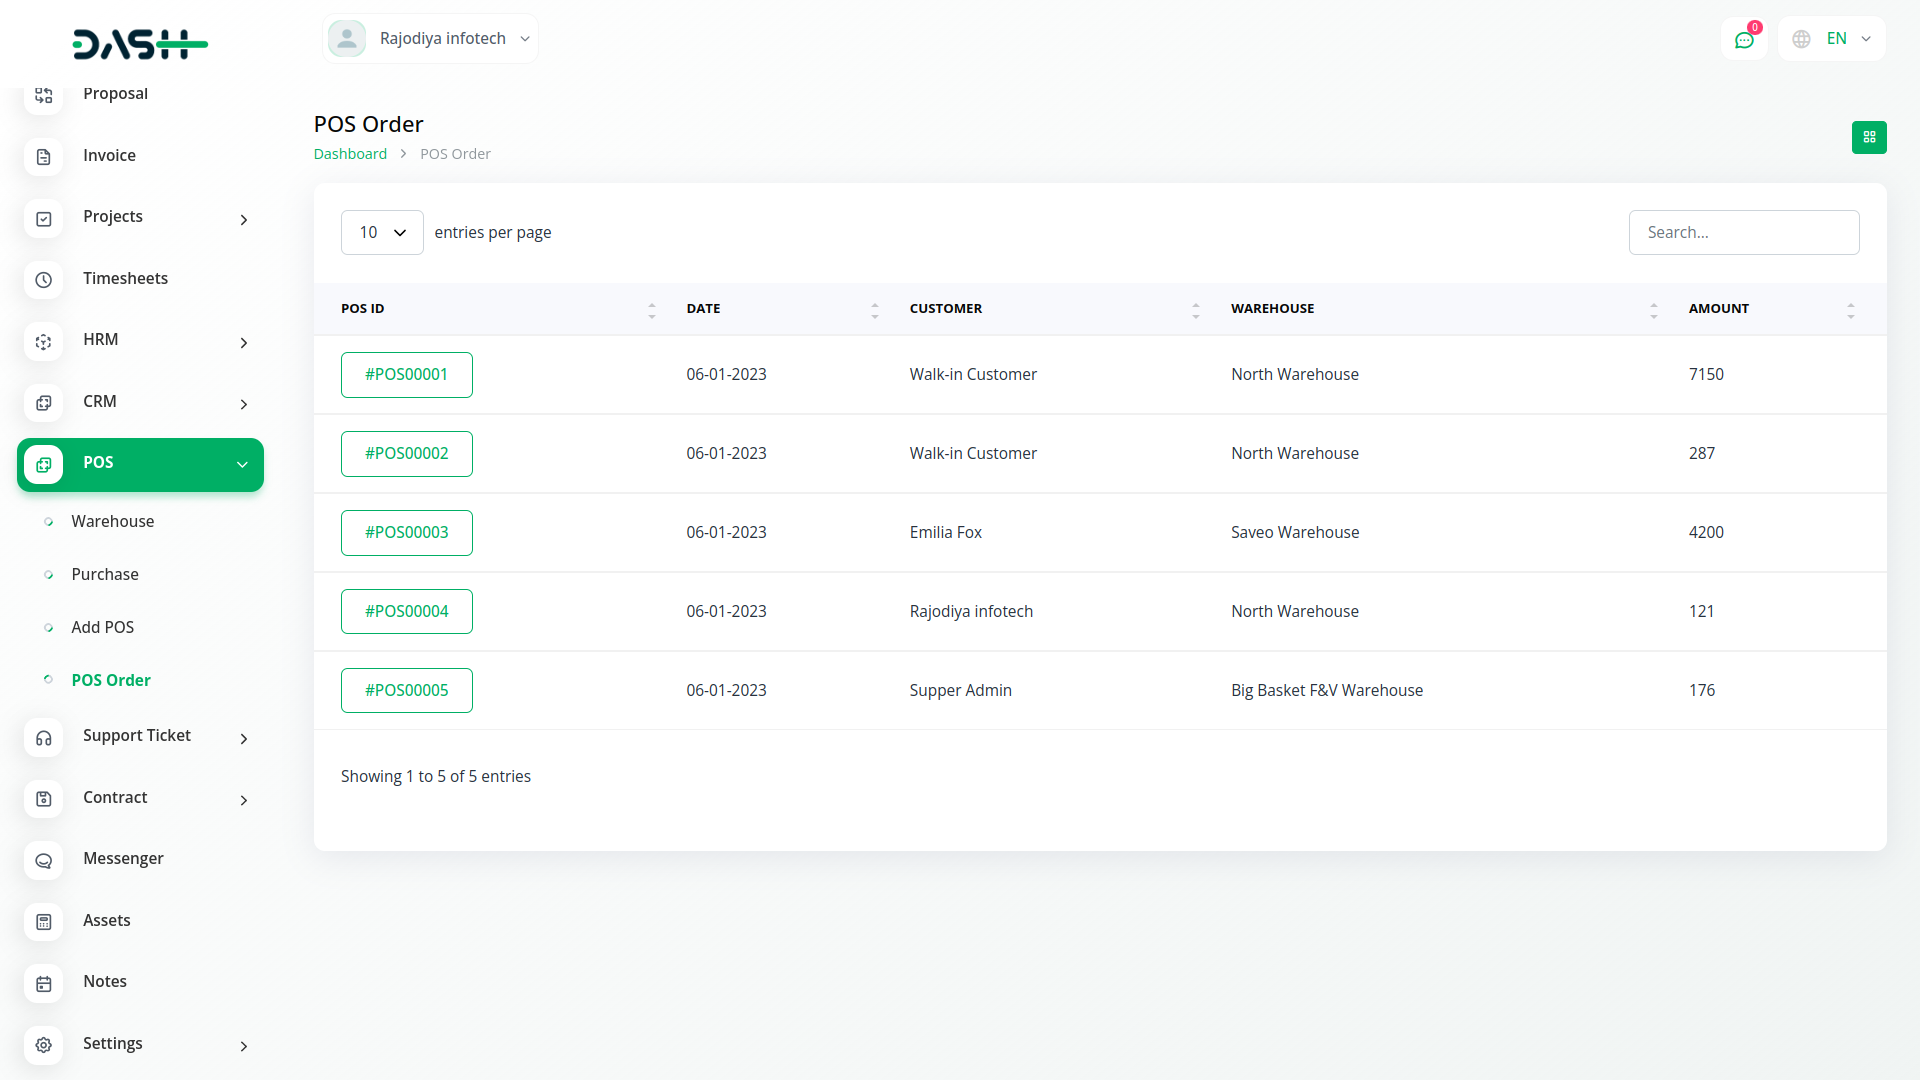 DASH
Rajodiya infotech
0
EN
Proposal
Invoice
Projects
Timesheets
HRM
CRM
POS
Warehouse
Purchase
Add POS
POS Order
Support Ticket
Contract
Messenger
Assets
Notes
Settings
POS Order
Dashboard > POS Order
10 entries per page
Search...
POS ID DATE CUSTOMER WAREHOUSE AMOUNT
#POS00001 06-01-2023 Walk-in Customer North Warehouse 7150
#POS00002 06-01-2023 Walk-in Customer North Warehouse 287
#POS00003 06-01-2023 Emilia Fox Saveo Warehouse 4200
#POS00004 06-01-2023 Rajodiya infotech North Warehouse 121
#POS00005 06-01-2023 Supper Admin Big Basket F&V Warehouse 176
Showing 1 to 5 of 5 entries